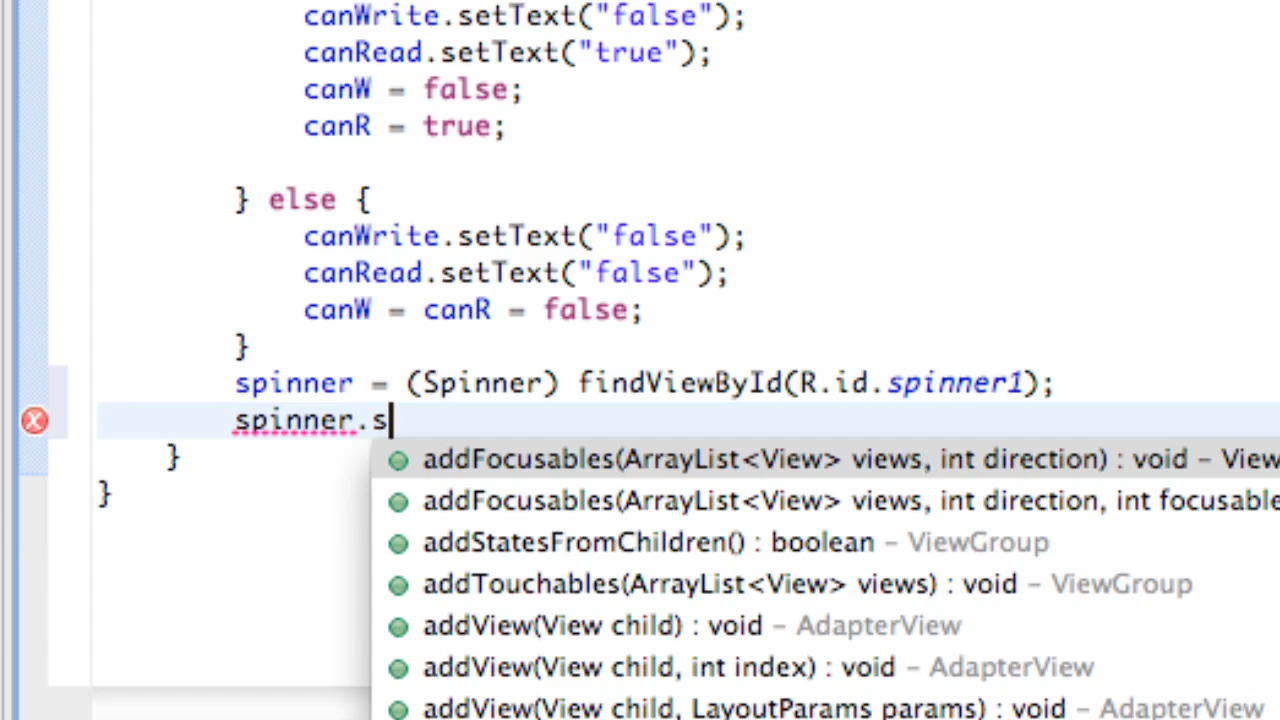 canWrite.setText("false");
canRead.setText("true");
canW = false;
canR = true;
} else {
canWrite.setText("false");
canRead.setText("false");
canW = canR = false;
}
spinner = (Spinner) findViewById(R.id.spinner1);
spinner.s
}
}
addFocusables(ArrayList<View> views, int direction) : void – View
addFocusables(ArrayList<View> views, int direction, int focusable
addStatesFromChildren() : boolean – ViewGroup
addTouchables(ArrayList<View> views) : void – ViewGroup
addView(View child) : void – AdapterView
addView(View child, int index) : void – AdapterView
addView(View child, LayoutParams params) : void – AdapterView